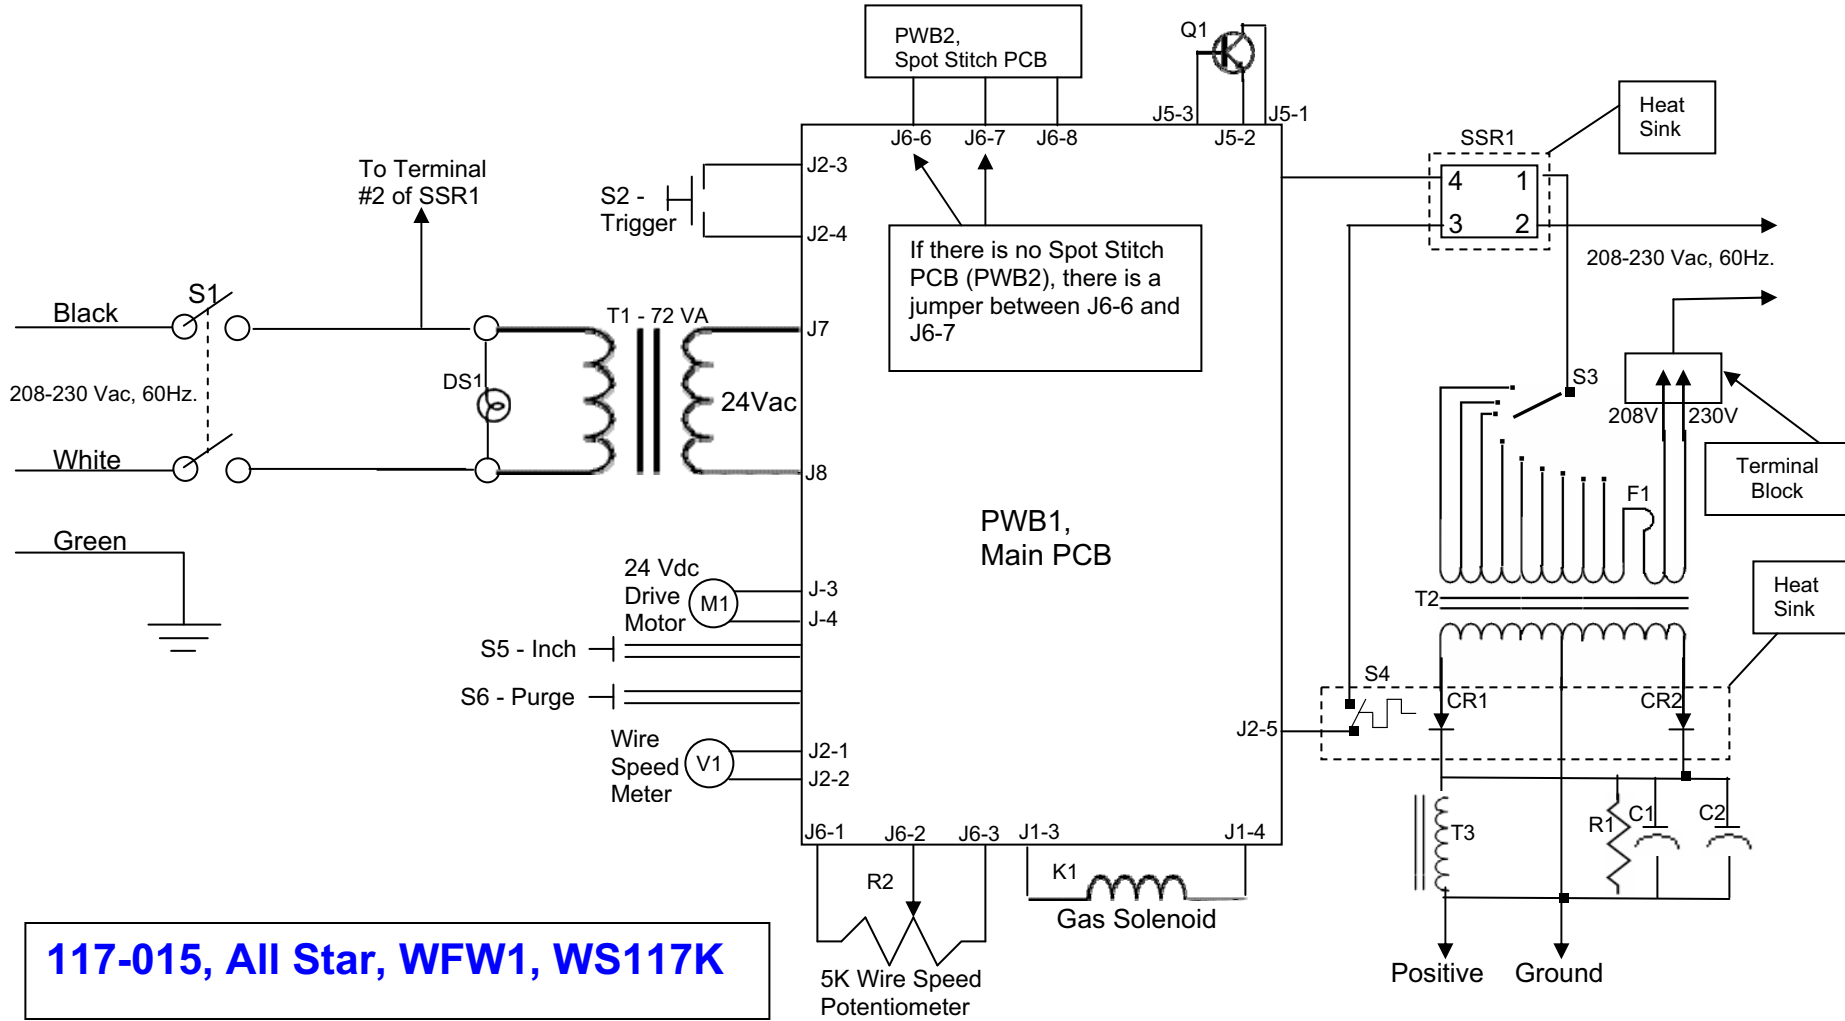 PWB2,
Spot Stitch PCB
Q1
J5-3
J5-1
J6-6
J6-7
J6-8
J5-2
Heat
Sink
SSR1
4
1
3
2
208-230 Vac, 60Hz.
To Terminal
#2 of SSR1
S2 -
Trigger
J2-3
J2-4
If there is no Spot Stitch
PCB (PWB2), there is a
jumper between J6-6 and
J6-7
S1
Black
208-230 Vac, 60Hz.
White
Green
DS1
T1 - 72 VA
24Vac
J7
J8
PWB1,
Main PCB
S3
208V
230V
Terminal
Block
F1
T2
Heat
Sink
24 Vdc
Drive
Motor
M1
J-3
J-4
S5 - Inch
S6 - Purge
Wire
Speed
Meter
V1
J2-1
J2-2
J2-5
S4
CR1
CR2
T3
R1
C1
C2
J6-1
J6-2
J6-3
J1-3
J1-4
R2
K1
Gas Solenoid
5K Wire Speed
Potentiometer
Positive
Ground
117-015, All Star, WFW1, WS117K